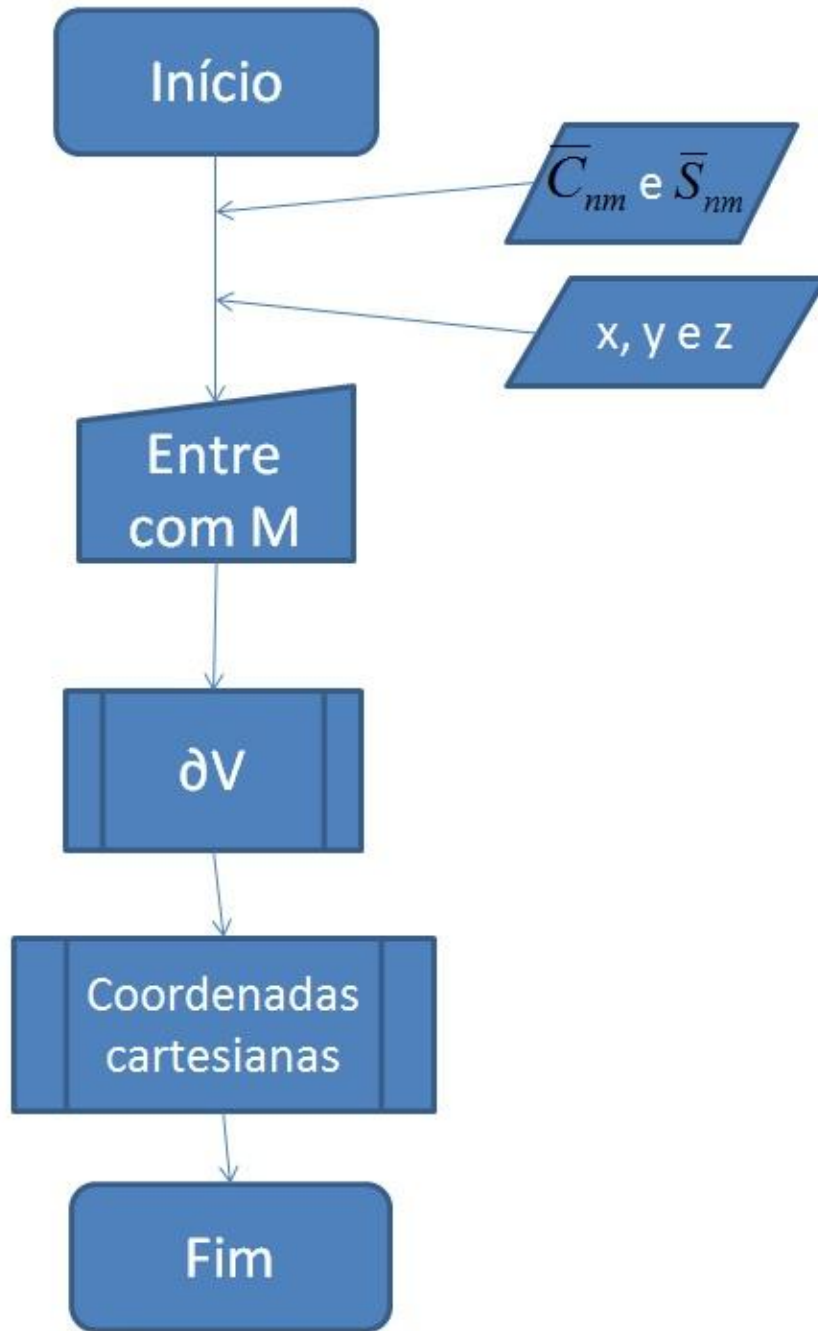 Início
C̅nm e S̅nm
x, y e z
Entre
com M
∂V
Coordenadas
cartesianas
Fim